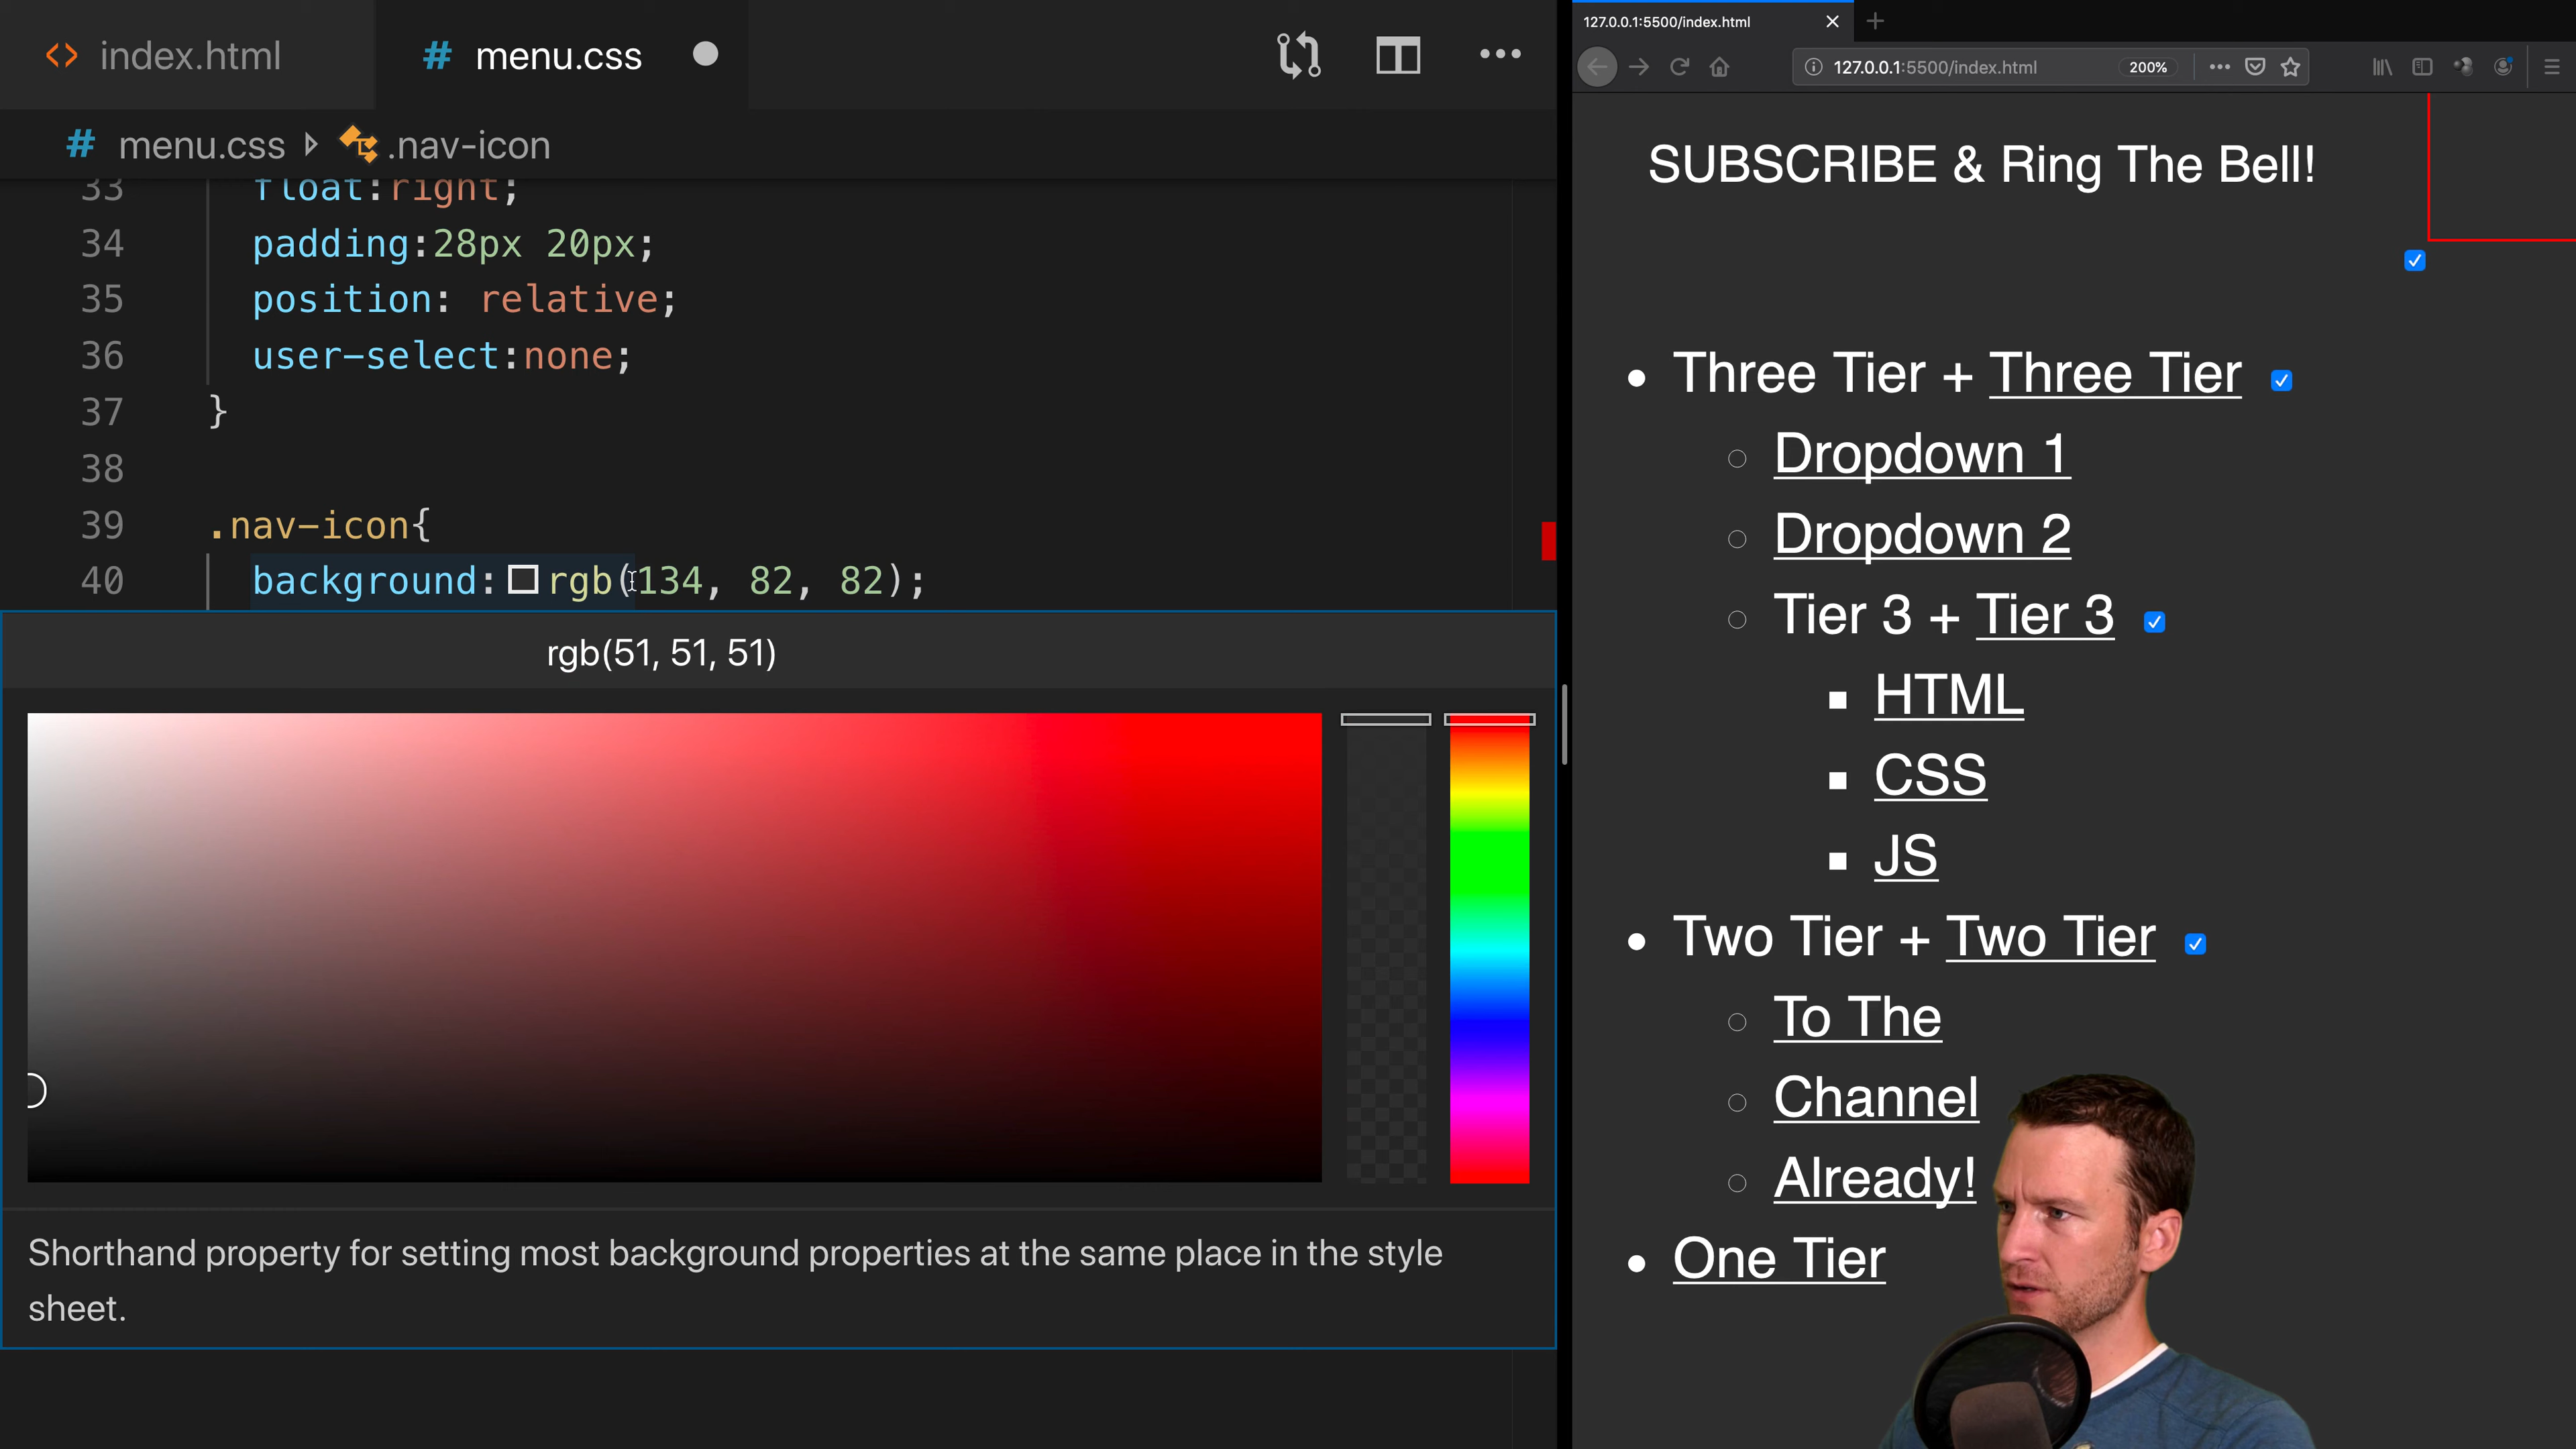 index.html
# menu.css
# menu.css .nav-icon
33 float:right;
34 padding:28px 20px;
35 position: relative;
36 user-select:none;
37 }
38
39 .nav-icon{
40 background: rgb(134, 82, 82);
rgb(51, 51, 51)
Shorthand property for setting most background properties at the same place in the style
sheet.
127.0.0.1:5500/index.html
127.0.0.1:5500/index.html 200%
SUBSCRIBE & Ring The Bell!
Three Tier + Three Tier
Dropdown 1
Dropdown 2
Tier 3 + Tier 3
HTML
CSS
JS
Two Tier + Two Tier
To The
Channel
Already!
One Tier